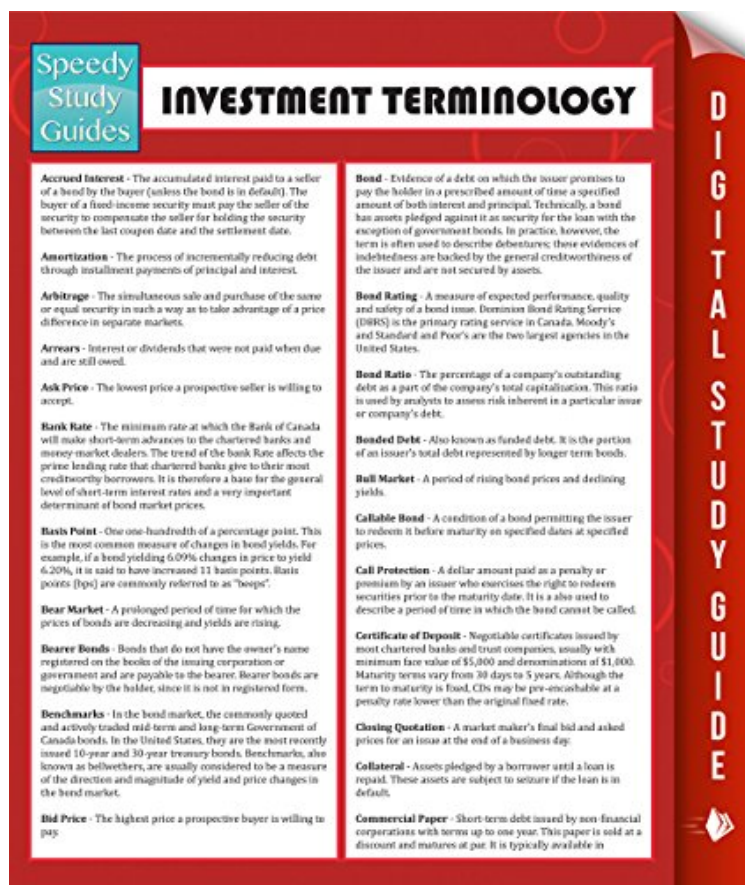 Speedy
Study
Guides
INVESTMENT TERMINOLOGY
Accrued Interest - The accumulated interest paid to a seller
of a bond by the buyer (unless the bond is in default). The
buyer of a fixed-income security must pay the seller of the
security to compensate the seller for holding the security
between the last coupon date and the settlement date.
Amortization - The process of incrementally reducing debt
through installment payments of principal and interest.
Arbitrage - The simultaneous sale and purchase of the same
or equal security in such a way as to take advantage of a price
difference in separate markets.
Arrears - Interest or dividends that were not paid when due
and are still owed.
Ask Price - The lowest price a prospective seller is willing to
accept.
Bank Rate - The minimum rate at which the Bank of Canada
will make short-term advances to the chartered banks and
money-market dealers. The trend of the bank Rate affects the
prime lending rate that chartered banks give to their most
creditworthy borrowers. It is therefore a base for the general
level of short-term interest rates and a very important
determinant of bond market prices.
Basis Point - One one-hundredth of a percentage point. This
is the most common measure of changes in bond yields. For
example, if a bond yielding 6.09% changes in price to yield
6.20%, it is said to have increased 11 basis points. Basis
points (bps) are commonly referred to as "beeps".
Bear Market - A prolonged period of time for which the
prices of bonds are decreasing and yields are rising.
Bearer Bonds - Bonds that do not have the owner's name
registered on the books of the issuing corporation or
government and are payable to the bearer. Bearer bonds are
negotiable by the holder, since it is not in registered form.
Benchmarks - In the bond market, the commonly quoted
and actively traded mid-term and long-term Government of
Canada bonds. In the United States, they are the most recently
issued 10-year and 30-year treasury bonds. Benchmarks, also
known as bellwethers, are usually considered to be a measure
of the direction and magnitude of yield and price changes in
the bond market.
Bid Price - The highest price a prospective buyer is willing to
pay.
Bond - Evidence of a debt on which the issuer promises to
pay the holder in a prescribed amount of time a specified
amount of both interest and principal. Technically, a bond
has assets pledged against it as security for the loan with the
exception of government bonds. In practice, however, the
term is often used to describe debentures; these evidences of
indebtedness are backed by the general creditworthiness of
the issuer and are not secured by assets.
Bond Rating - A measure of expected performance, quality
and safety of a bond issue. Dominion Bond Rating Service
(DBRS) is the primary rating service in Canada. Moody's
and Standard and Poor's are the two largest agencies in the
United States.
Bond Ratio - The percentage of a company's outstanding
debt as a part of the company's total capitalization. This ratio
is used by analysts to assess risk inherent in a particular issue
or company's debt.
Bonded Debt - Also known as funded debt. It is the portion
of an issuer's total debt represented by longer term bonds.
Bull Market - A period of rising bond prices and declining
yields.
Callable Bond - A condition of a bond permitting the issuer
to redeem it before maturity on specified dates at specified
prices.
Call Protection - A dollar amount paid as a penalty or
premium by an issuer who exercises the right to redeem
securities prior to the maturity date. It is a also used to
describe a period of time in which the bond cannot be called.
Certificate of Deposit - Negotiable certificates issued by
most chartered banks and trust companies, usually with
minimum face value of $5,000 and denominations of $1,000.
Maturity terms vary from 30 days to 5 years. Although the
term to maturity is fixed, CDs may be pre-encashable at a
penalty rate lower than the original fixed rate.
Closing Quotation - A market maker's final bid and asked
prices for an issue at the end of a business day.
Collateral - Assets pledged by a borrower until a loan is
repaid. These assets are subject to seizure if the loan is in
default.
Commercial Paper - Short-term debt issued by non-financial
corporations with terms up to one year. This paper is sold at a
discount and matures at par. It is typically available in
DIGITAL STUDY GUIDE